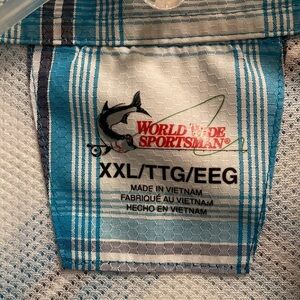 WORLD WIDE
SPORTSMAN®
XXL/TTG/EEG
MADE IN VIETNAM
FABRIQUÉ AU VIETNAM
HECHO EN VIETNAM